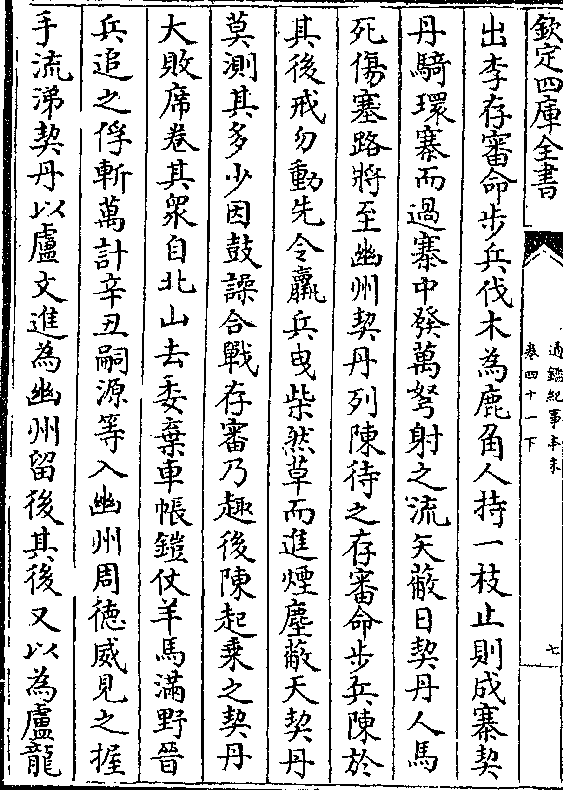 欽定四庫全書
通鑑紀事本末
卷四十一下
七
出李存審命步兵伐木為鹿角人持一枝止則成寨契
丹騎環寨而過寨中發萬弩射之流矢蔽日契丹人馬
死傷塞路將至幽州契丹列陳待之存審命步兵陳於
其後戒勿動先令羸兵曳柴然草而進煙塵蔽天契丹
莫測其多少因鼓譟合戰存審乃趣後陳起乗之契丹
大敗席卷其衆自北山去委棄車帳鎧仗羊馬滿野晉
兵追之俘斬萬計辛丑嗣源等入幽州周德威見之握
手流涕契丹以盧文進為幽州留後其後又以為盧龍